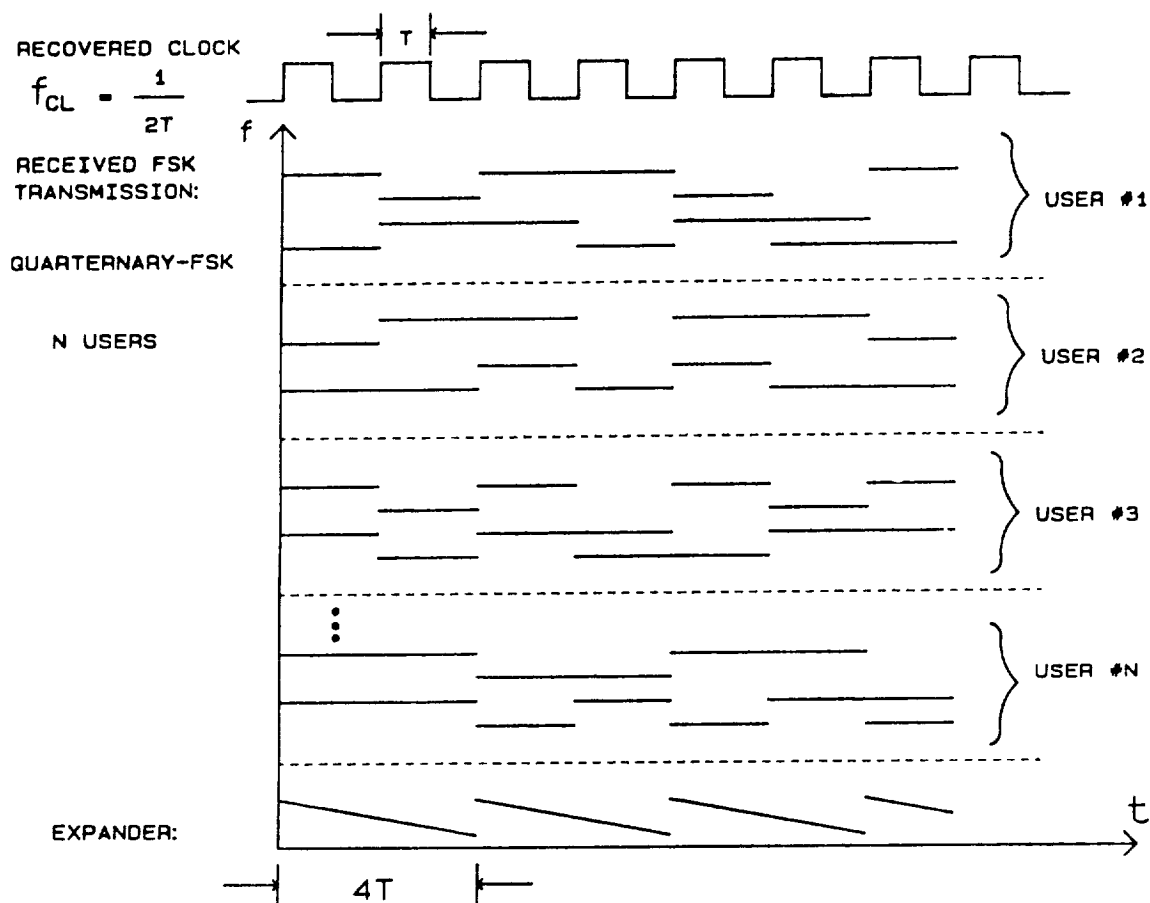 RECOVERED CLOCK
f_CL = 1/2T
T
f
RECEIVED FSK
TRANSMISSION:
USER #1
QUARTERNARY-FSK
N USERS
USER #2
USER #3
USER #N
EXPANDER:
t
4T